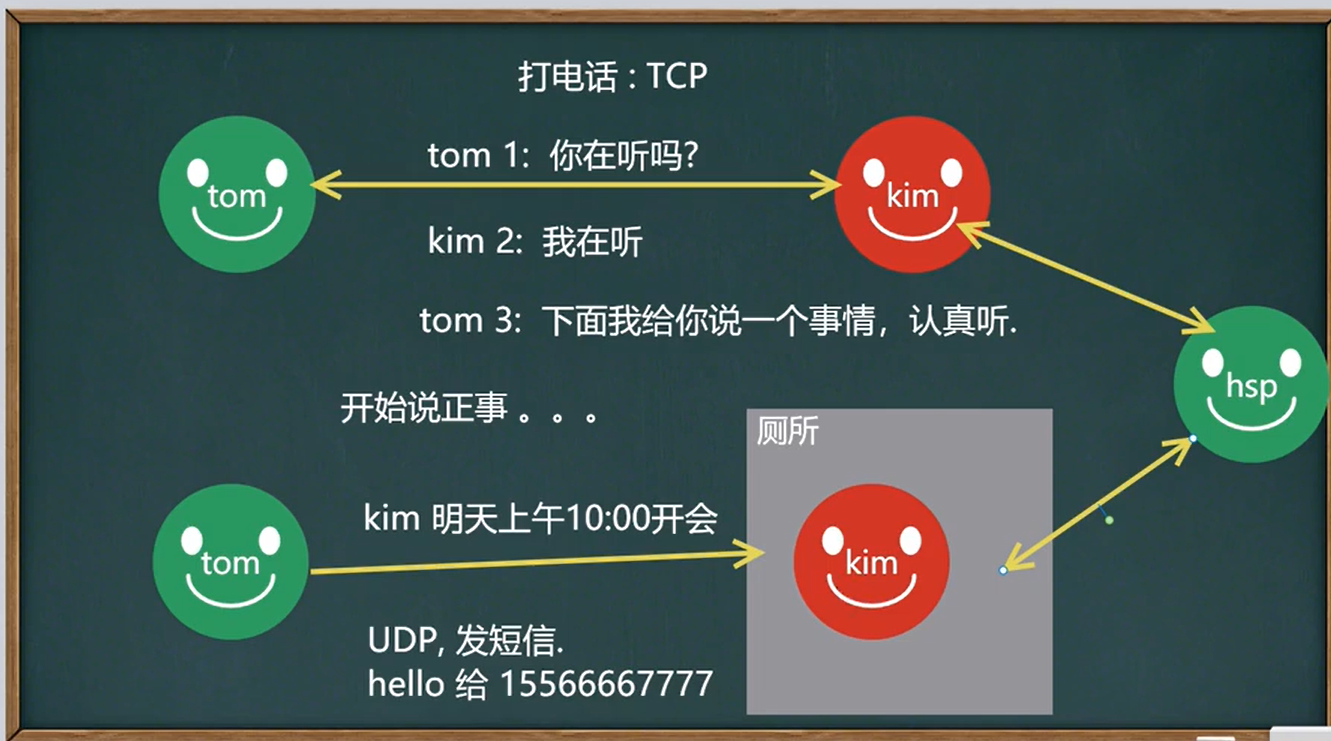 打电话 : TCP
tom 1:  你在听吗?
tom
kim
kim 2:  我在听
tom 3:  下面我给你说一个事情，认真听.
hsp
开始说正事 。。。
厕所
kim 明天上午10:00开会
tom
kim
UDP, 发短信.
hello 给 15566667777